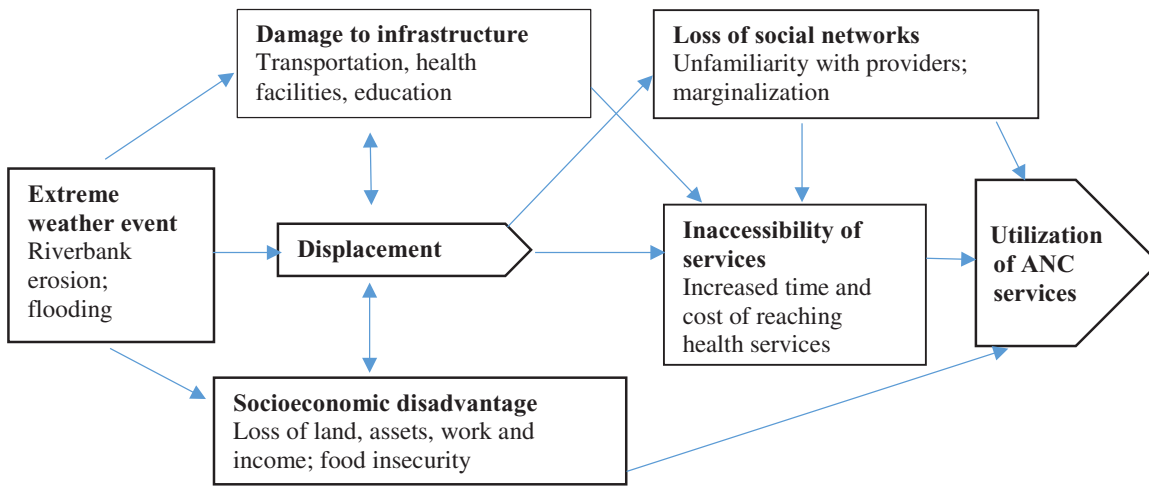 Damage to infrastructure
Transportation, health
facilities, education
Loss of social networks
Unfamiliarity with providers;
marginalization
Extreme
weather event
Riverbank
erosion;
flooding
Displacement
Inaccessibility of
services
Increased time and
cost of reaching
health services
Utilization
of ANC
services
Socioeconomic disadvantage
Loss of land, assets, work and
income; food insecurity